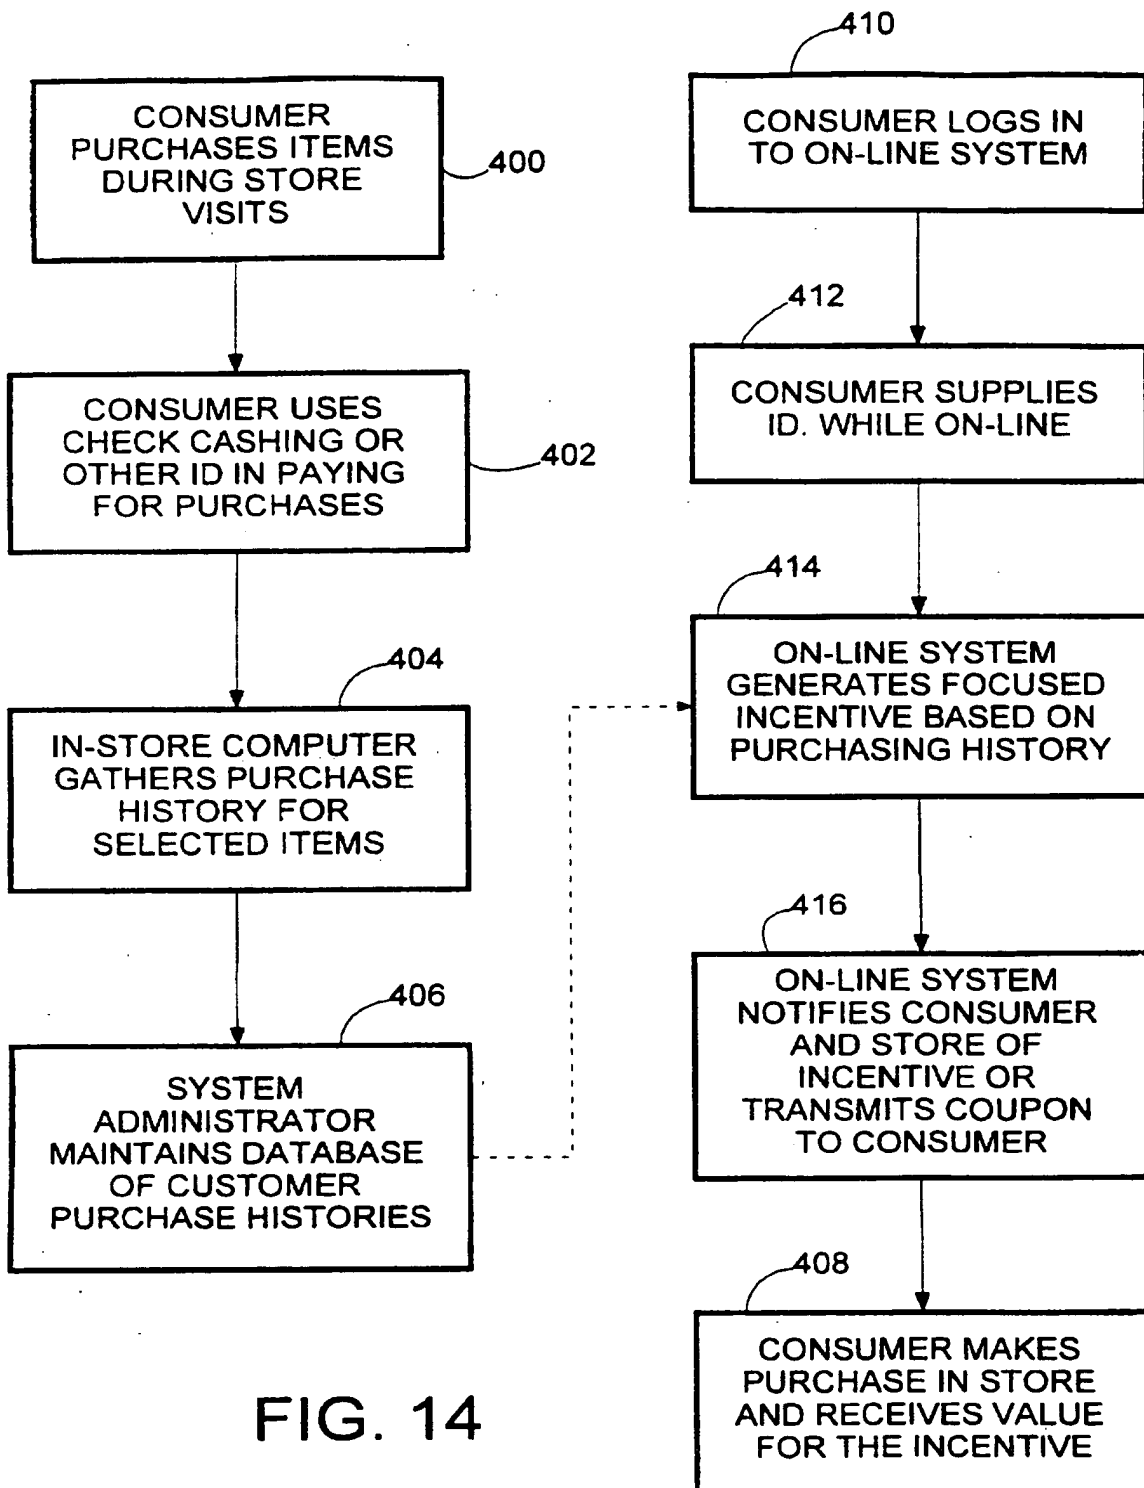 CONSUMER
PURCHASES ITEMS
DURING STORE
VISITS
400
CONSUMER USES
CHECK CASHING OR
OTHER ID IN PAYING
FOR PURCHASES
402
404
IN-STORE COMPUTER
GATHERS PURCHASE
HISTORY FOR
SELECTED ITEMS
406
SYSTEM
ADMINISTRATOR
MAINTAINS DATABASE
OF CUSTOMER
PURCHASE HISTORIES
410
CONSUMER LOGS IN
TO ON-LINE SYSTEM
412
CONSUMER SUPPLIES
ID. WHILE ON-LINE
414
ON-LINE SYSTEM
GENERATES FOCUSED
INCENTIVE BASED ON
PURCHASING HISTORY
416
ON-LINE SYSTEM
NOTIFIES CONSUMER
AND STORE OF
INCENTIVE OR
TRANSMITS COUPON
TO CONSUMER
408
CONSUMER MAKES
PURCHASE IN STORE
AND RECEIVES VALUE
FOR THE INCENTIVE
FIG. 14